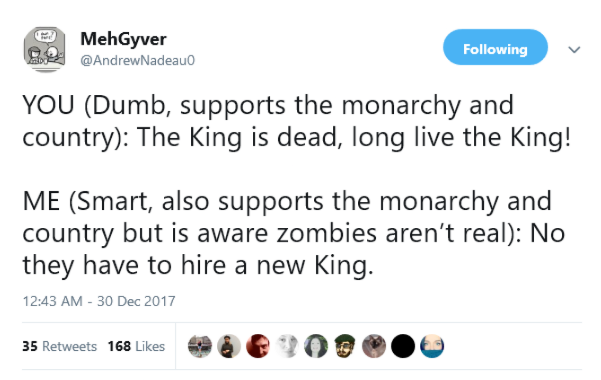 MehGyver
@AndrewNadeau0
Following
YOU (Dumb, supports the monarchy and
country): The King is dead, long live the King!
ME (Smart, also supports the monarchy and
country but is aware zombies aren't real): No
they have to hire a new King.
12:43 AM - 30 Dec 2017
35 Retweets 168 Likes